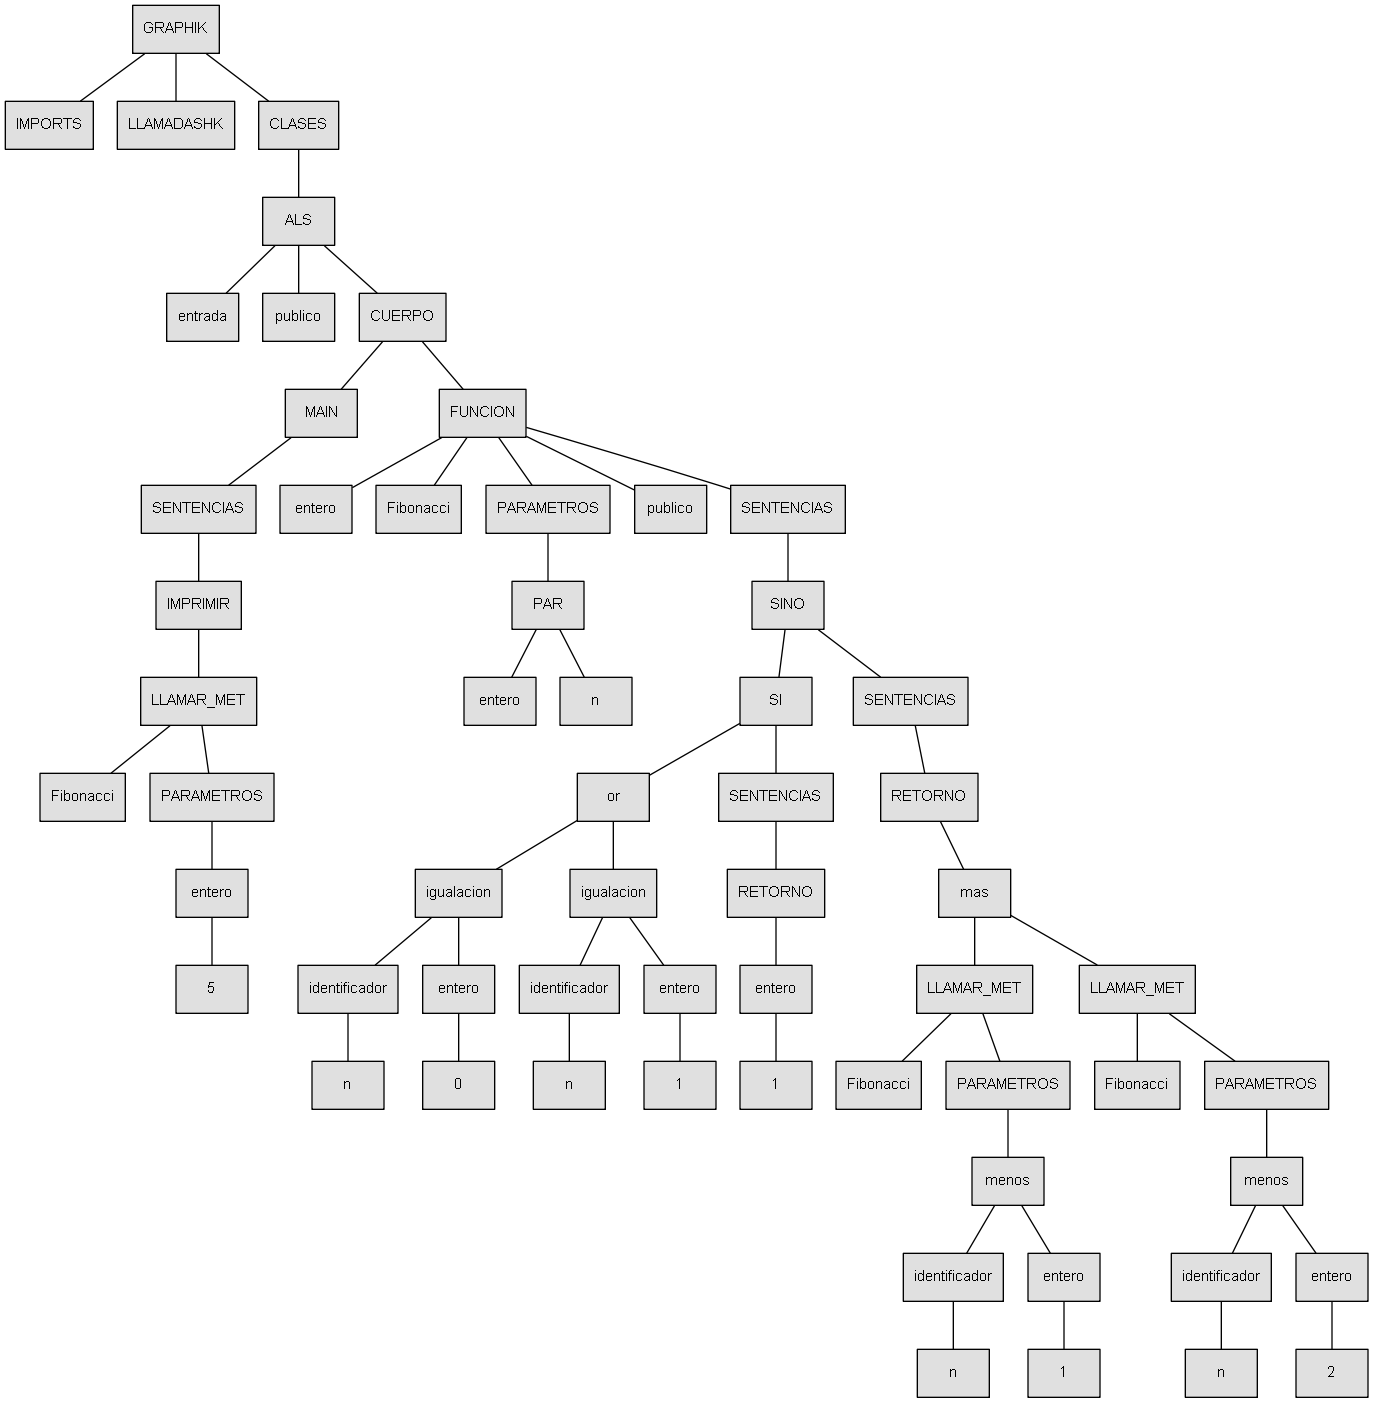 GRAPHIK
IMPORTS
LLAMADASHK
CLASES
ALS
entrada
publico
CUERPO
MAIN
FUNCION
SENTENCIAS
entero
Fibonacci
PARAMETROS
publico
SENTENCIAS
IMPRIMIR
PAR
SINO
LLAMAR_MET
entero
n
SI
SENTENCIAS
Fibonacci
PARAMETROS
or
SENTENCIAS
RETORNO
entero
igualacion
igualacion
RETORNO
mas
5
identificador
entero
identificador
entero
entero
LLAMAR_MET
LLAMAR_MET
n
0
n
1
1
Fibonacci
PARAMETROS
Fibonacci
PARAMETROS
menos
menos
identificador
entero
identificador
entero
n
1
n
2